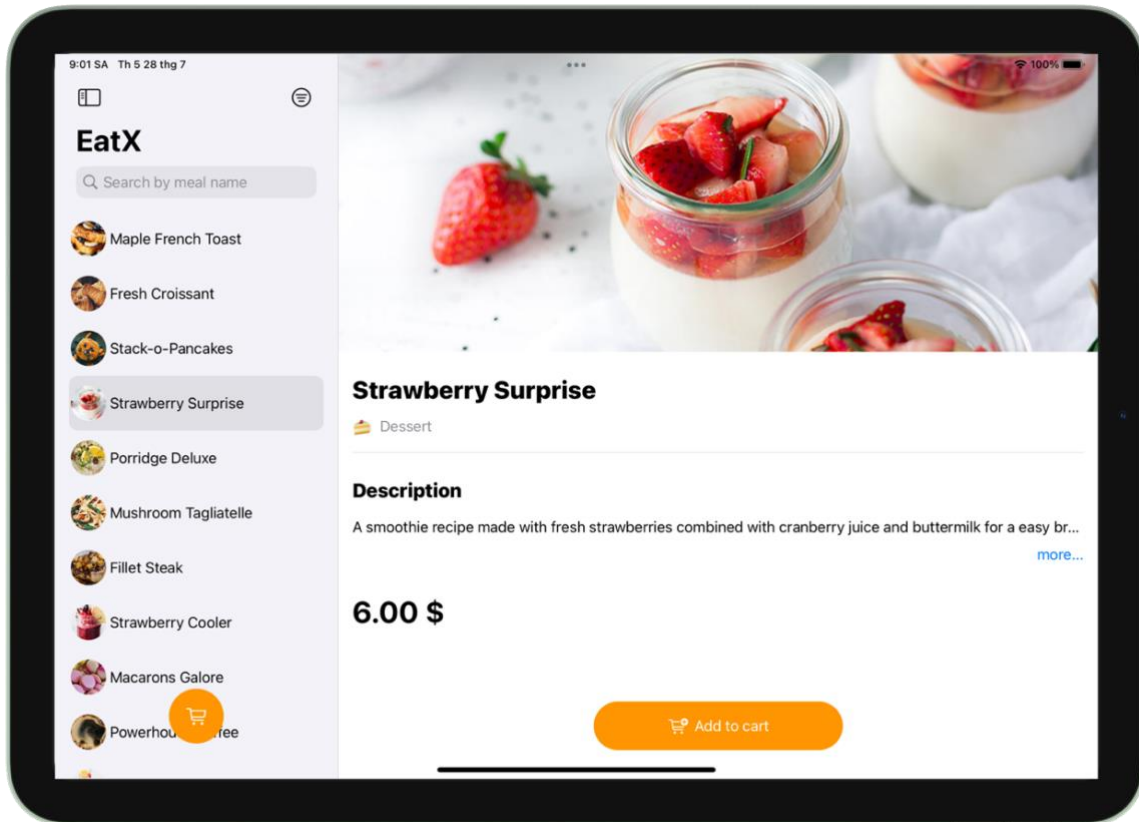 9:01 SA Th 5 28 thg 7
100%
EatX
Search by meal name
Maple French Toast
Fresh Croissant
Stack-o-Pancakes
Strawberry Surprise
Porridge Deluxe
Mushroom Tagliatelle
Fillet Steak
Strawberry Cooler
Macarons Galore
Strawberry Surprise
Dessert
Description
A smoothie recipe made with fresh strawberries combined with cranberry juice and buttermilk for a easy br...
more...
6.00 $
Add to cart